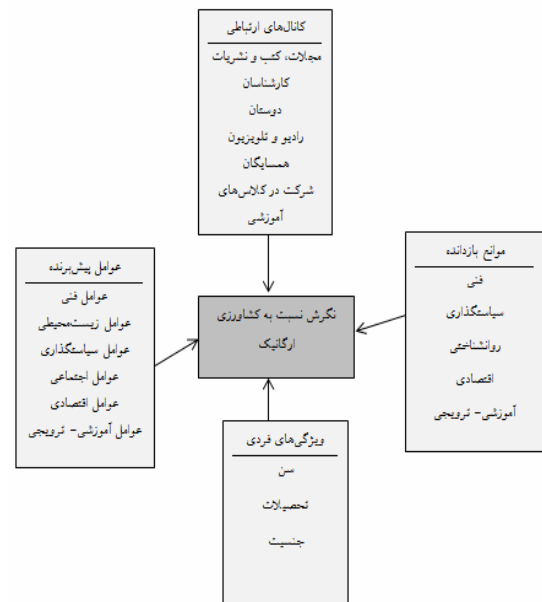 کانال‌های ارتباطی
مجلات، کتب و نشریات
کارشناسان
دوستان
رادیو و تلویزیون
همسایگان
شرکت در کلاس‌های
آموزشی
موانع بازدانده
فنی
سیاستگذاری
روانشناختی
اقتصادی
آموزشی- ترویجی
نگرش نسبت به کشاورزی
ارگانیک
عوامل پیش‌برنده
عوامل فنی
عوامل زیست‌محیطی
عوامل سیاستگذاری
عوامل اجتماعی
عوامل اقتصادی
عوامل آموزشی- ترویجی
ویژگی‌های فردی
سن
تحصیلات
جنسیت